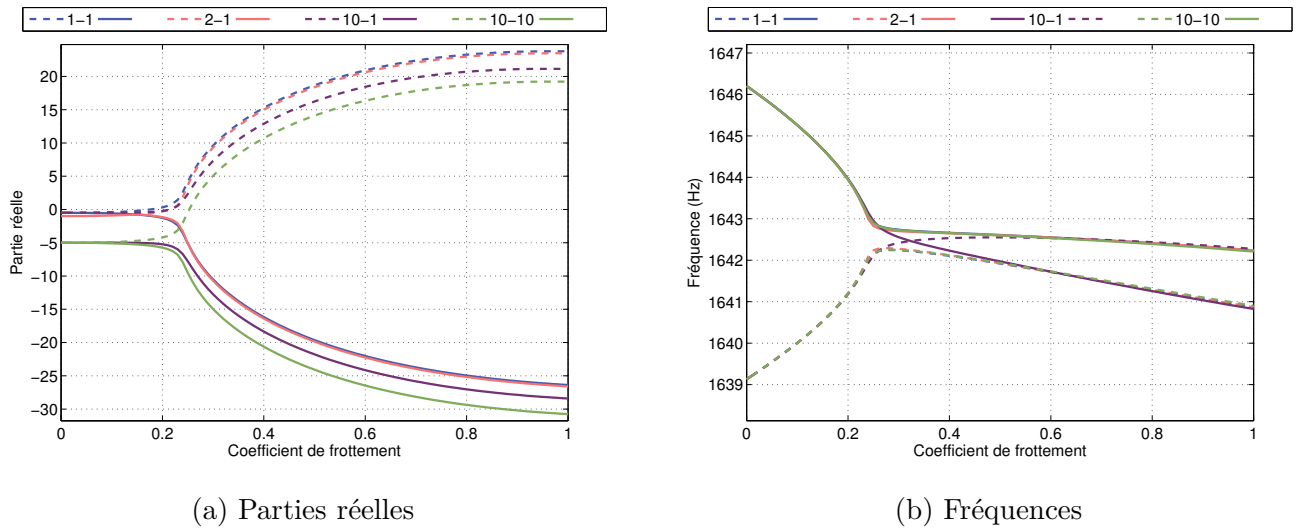 1−1 2−1 10−1 10−10
20
15
10
5
0
−5
−10
−15
−20
−25
−30
Partie réelle
0 0.2 0.4 0.6 0.8 1
Coefficient de frottement
(a) Parties réelles
1−1 2−1 10−1 10−10
1647
1646
1645
1644
1643
1642
1641
1640
1639
Fréquence (Hz)
0 0.2 0.4 0.6 0.8 1
Coefficient de frottement
(b) Fréquences